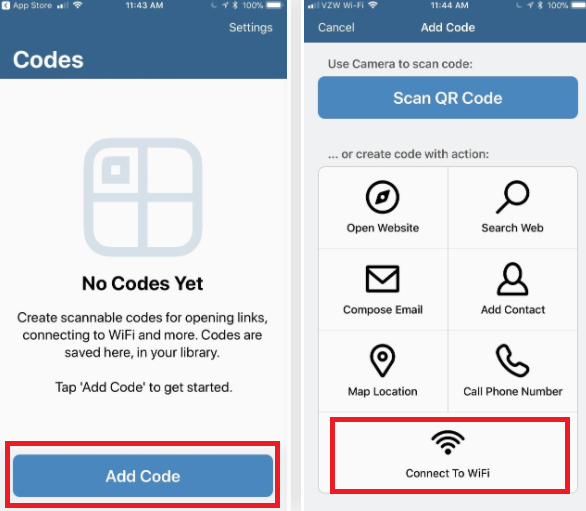 App Store 11:43 AM 100%
Settings
Codes
No Codes Yet
Create scannable codes for opening links,
connecting to WiFi and more. Codes are
saved here, in your library.
Tap 'Add Code' to get started.
Add Code
VZW Wi-Fi 11:44 AM 100%
Cancel Add Code
Use Camera to scan code:
Scan QR Code
... or create code with action:
Open Website Search Web
Compose Email Add Contact
Map Location Call Phone Number
Connect To WiFi